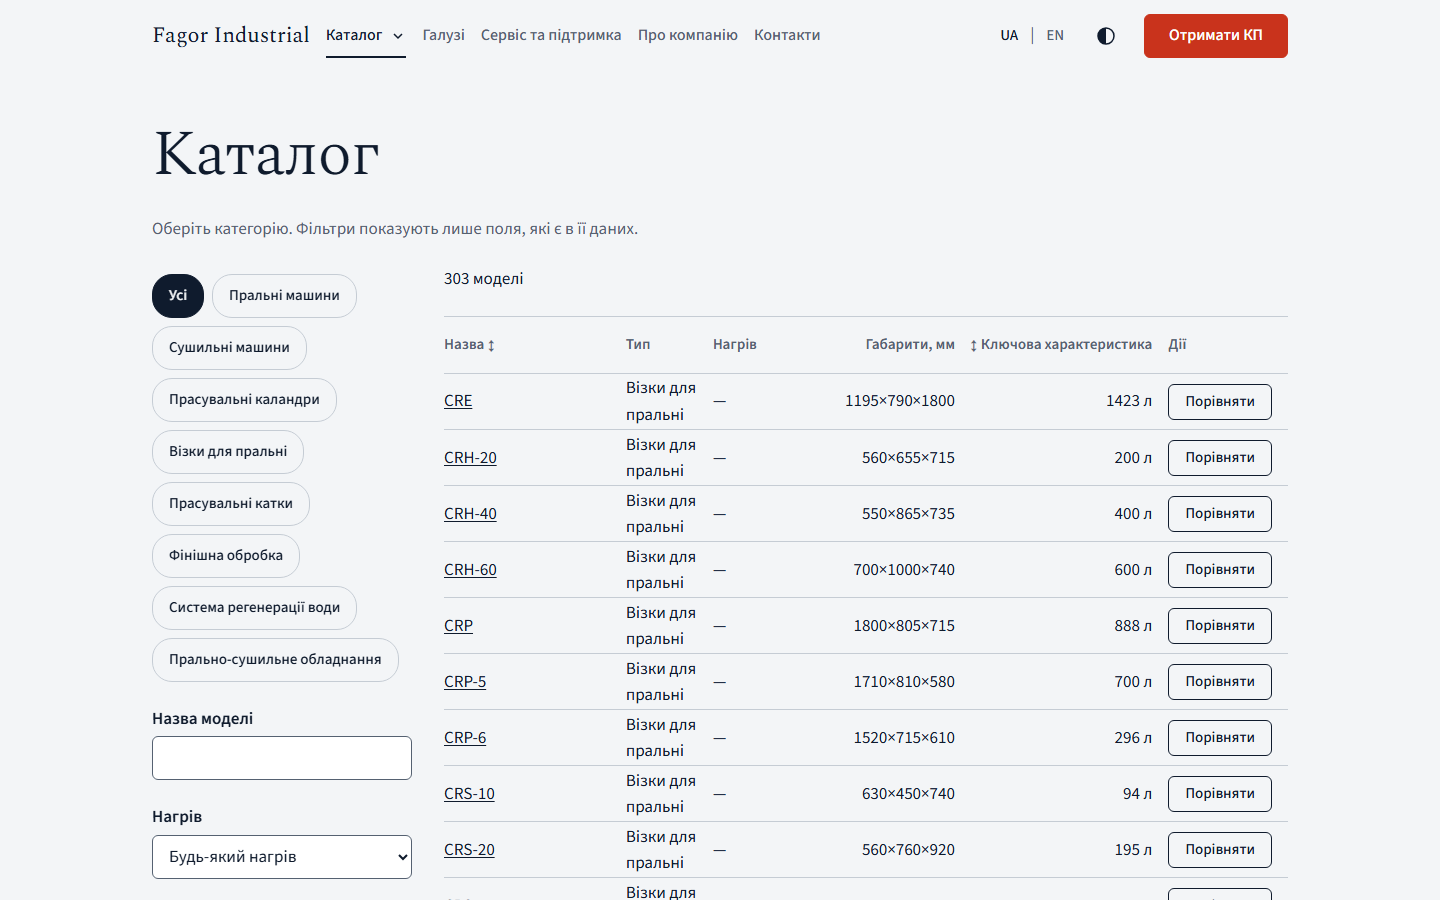 Fagor Industrial Каталог Галузі Сервіс та підтримка Про компанію Контакти UA | EN Отримати КП
Каталог
Оберіть категорію. Фільтри показують лише поля, які є в її даних.
Усі Пральні машини
Сушильні машини
Прасувальні каландри
Візки для пральні
Прасувальні катки
Фінішна обробка
Система регенерації води
Прально-сушильне обладнання
Назва моделі
Нагрів
Будь-який нагрів
303 моделі
Назва ↕ Тип Нагрів Габарити, мм ↕ Ключова характеристика Дії
CRE Візки для пральні — 1195×790×1800 1423 л Порівняти
CRH-20 Візки для пральні — 560×655×715 200 л Порівняти
CRH-40 Візки для пральні — 550×865×735 400 л Порівняти
CRH-60 Візки для пральні — 700×1000×740 600 л Порівняти
CRP Візки для пральні — 1800×805×715 888 л Порівняти
CRP-5 Візки для пральні — 1710×810×580 700 л Порівняти
CRP-6 Візки для пральні — 1520×715×610 296 л Порівняти
CRS-10 Візки для пральні — 630×450×740 94 л Порівняти
CRS-20 Візки для пральні — 560×760×920 195 л Порівняти
Візки для